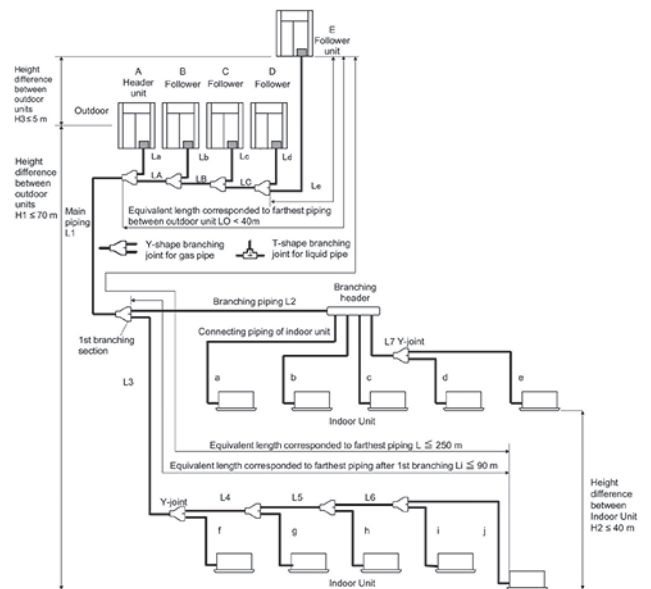 E
Follower
unit
Height
difference
between
outdoor
units
H3≤5 m
A
Header
unit
B
Follower
C
Follower
D
Follower
Outdoor
La
Lb
Lc
Ld
LA
LB
LC
Le
Height
difference
between
outdoor
units
H1 ≤ 70 m
Main
piping
L1
Equivalent length corresponded to farthest piping
between outdoor unit LO < 40m
Y-shape branching
joint for gas pipe
T-shape branching
joint for liquid pipe
Branching piping L2
Branching
header
Connecting piping of indoor unit
L7 Y-joint
1st branching
section
L3
a
b
c
d
e
Indoor Unit
Equivalent length corresponded to farthest piping L ≦ 250 m
Equivalent length corresponded to farthest piping after 1st branching Li ≦ 90 m
Height
difference
between
Indoor Unit
H2 ≤ 40 m
Y-joint
L4
L5
L6
f
g
h
i
j
Indoor Unit